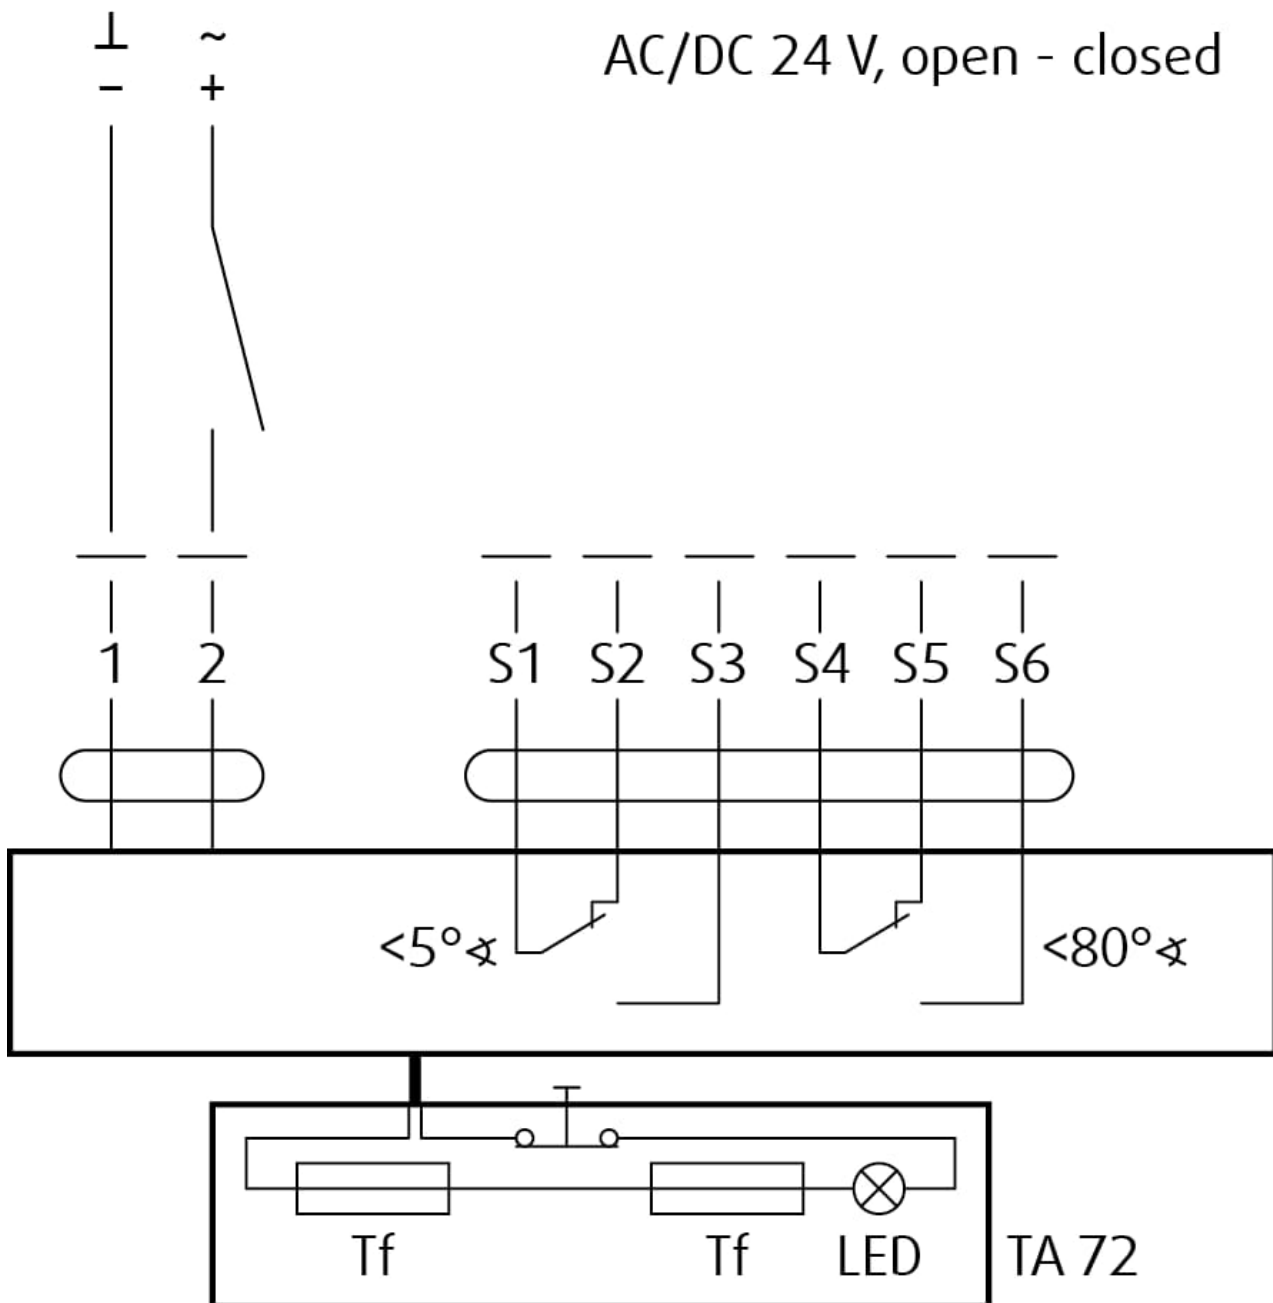 ⊥ ~
AC/DC 24 V, open - closed
− +
1 2 S1 S2 S3 S4 S5 S6
<5°∢ <80°∢
Tf Tf LED TA 72